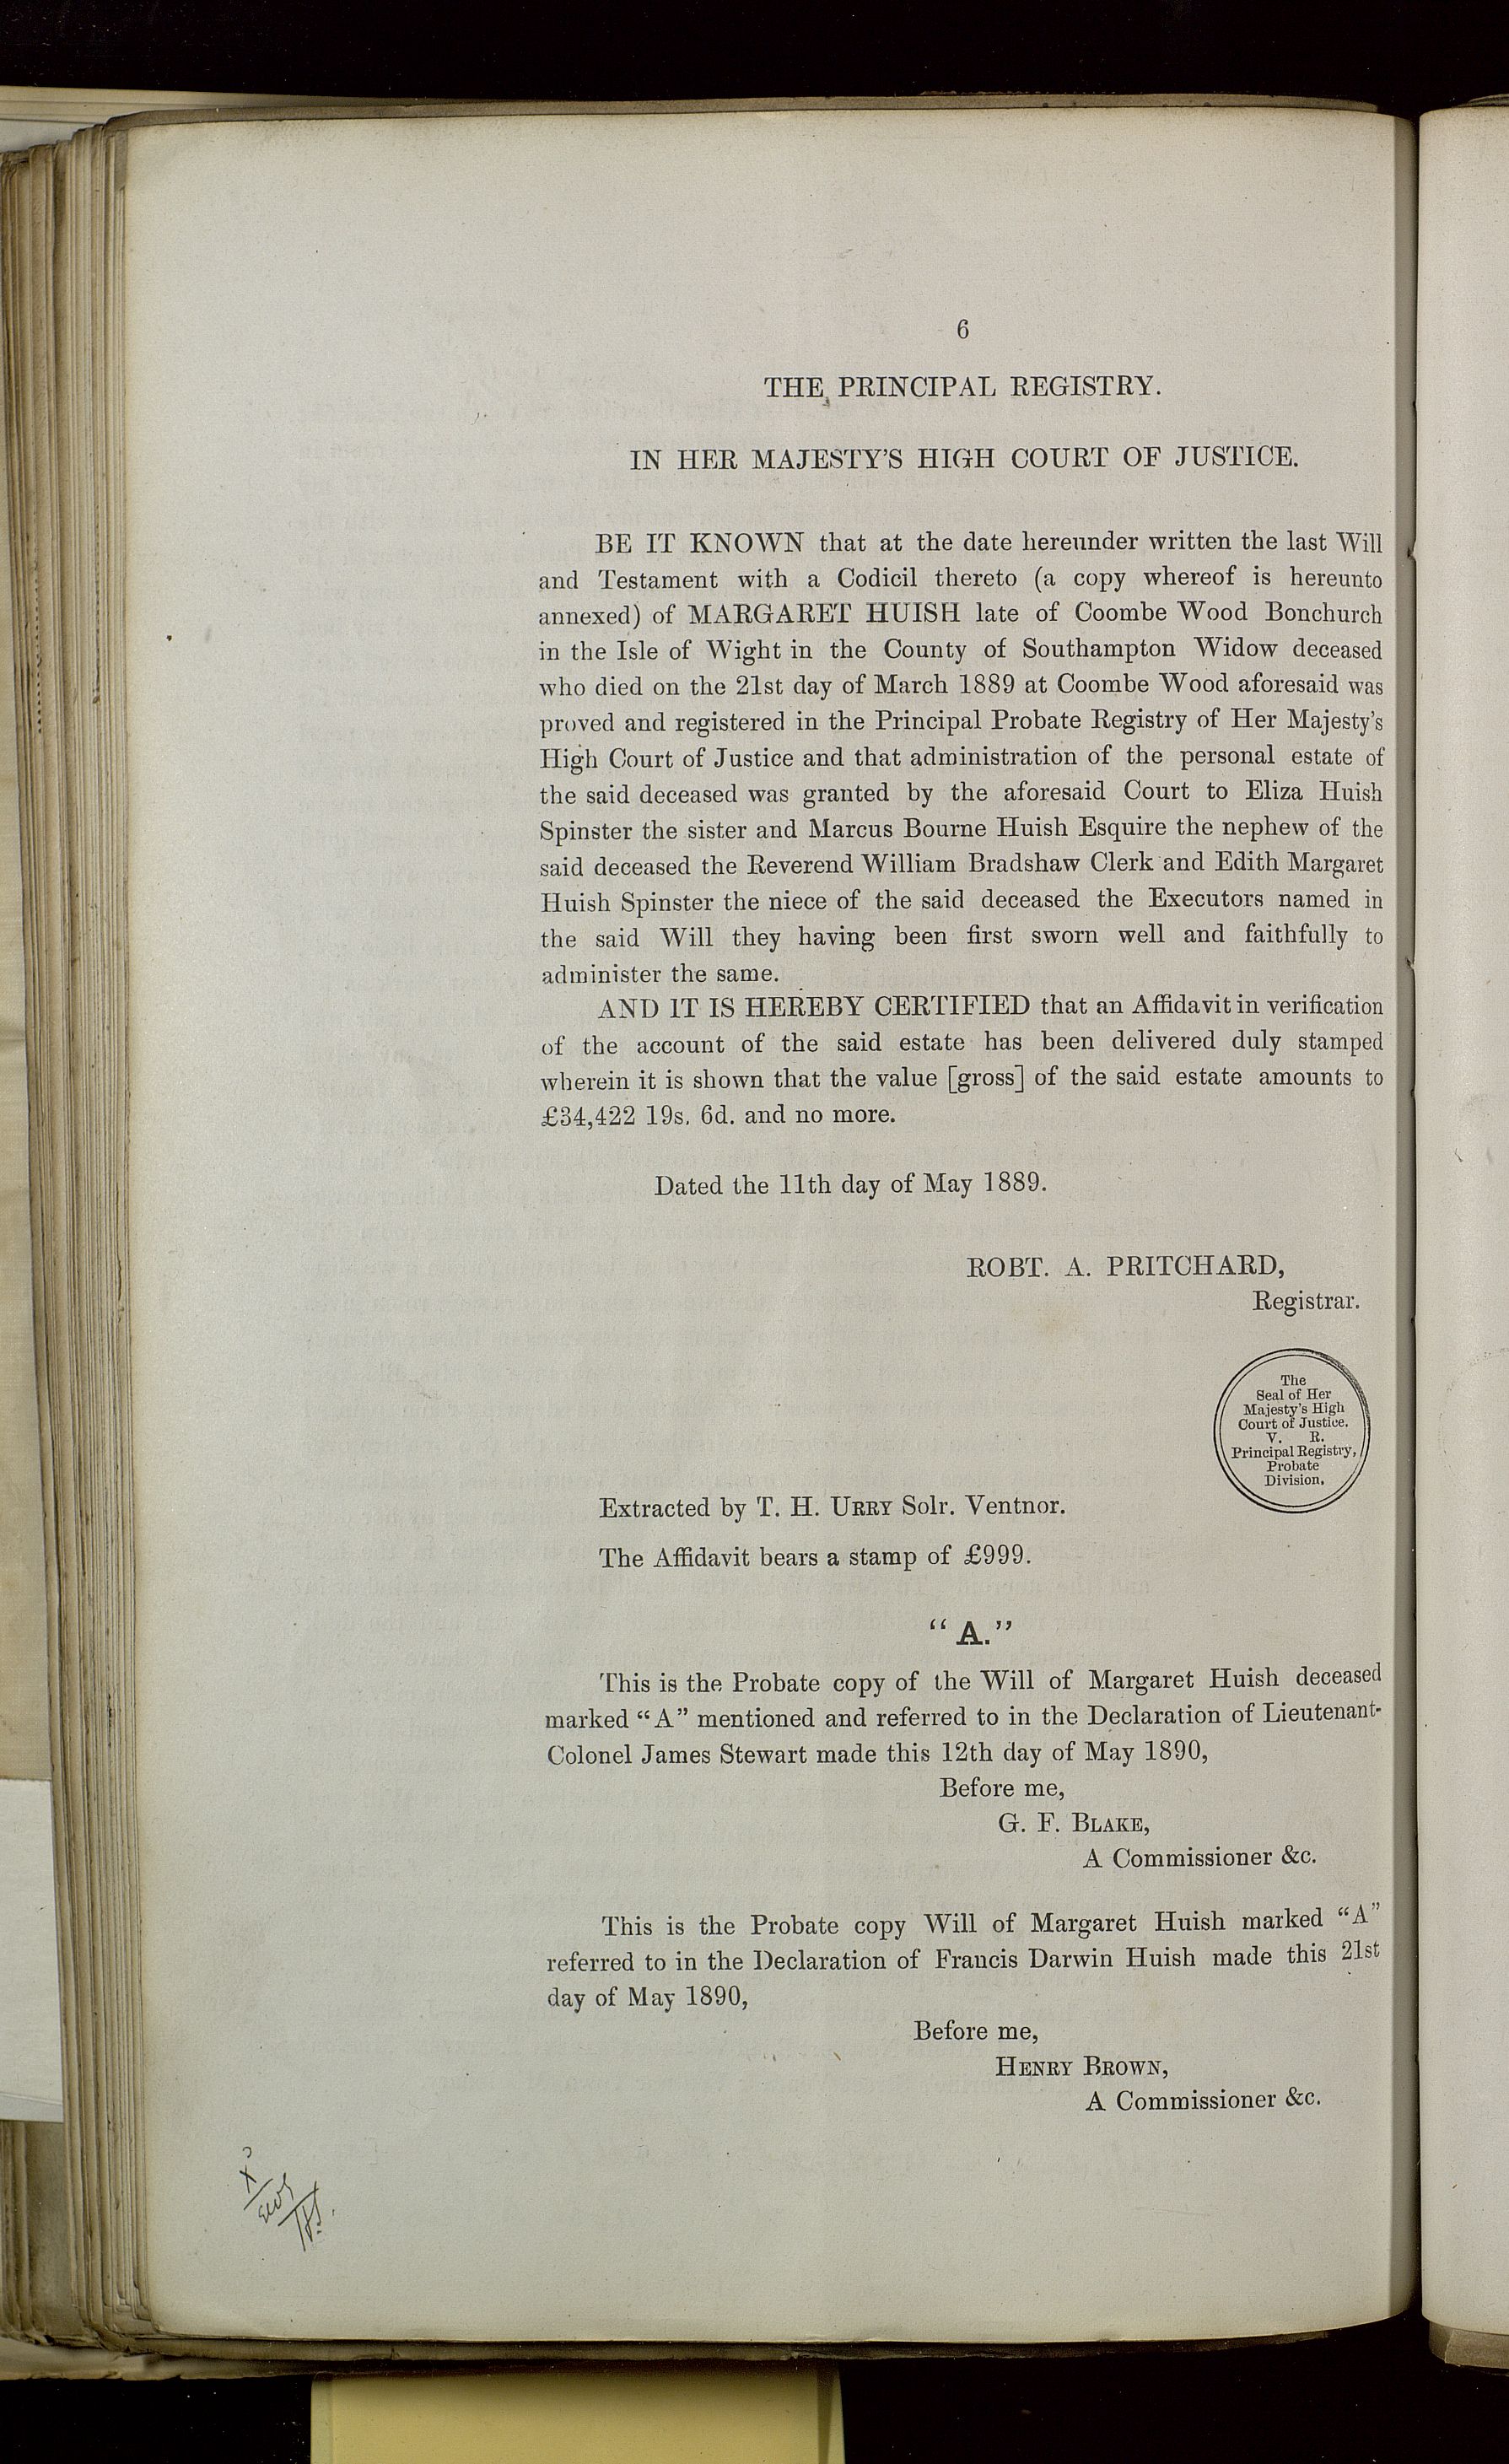 6
THE PRINCIPAL REGISTRY.
IN HER MAJESTY'S HIGH COURT OF JUSTICE.
BE IT KNOWN that at the date hereunder written the last Will
and Testament with a Codicil thereto (a copy whereof is hereunto
annexed) of MARGARET HUISH late of Coombe Wood Bonchurch
in the Isle of Wight in the County of Southampton Widow deceased
who died on the 21st day of March 1889 at Coombe Wood aforesaid was
proved and registered in the Principal Probate Registry of Her Majesty's
High Court of Justice and that administration of the personal estate of
the said deceased was granted by the aforesaid Court to Eliza Huish
Spinster the sister and Marcus Bourne Huish Esquire the nephew of the
said deceased the Reverend William Bradshaw Clerk and Edith Margaret
Huish Spinster the niece of the said deceased the Executors named in
the said Will they having been first sworn well and faithfully to
administer the same.
AND IT IS HEREBY CERTIFIED that an Affidavit in verification
of the account of the said estate has been delivered duly stamped
wherein it is shown that the value [gross] of the said estate amounts to
£34,422 19s. 6d. and no more.
Dated the 11th day of May 1889.
ROBT. A. PRITCHARD,
Registrar.
The
Seal of Her
Majesty's High
Court of Justice.
V. R.
Principal Registry,
Probate
Division.
Extracted by T. H. URRY Solr. Ventnor.
The Affidavit bears a stamp of £999.
"A."
This is the Probate copy of the Will of Margaret Huish deceased
marked "A" mentioned and referred to in the Declaration of Lieutenant-
Colonel James Stewart made this 12th day of May 1890,
Before me,
G. F. BLAKE,
A Commissioner &c.
This is the Probate copy Will of Margaret Huish marked "A"
referred to in the Declaration of Francis Darwin Huish made this 21st
day of May 1890,
Before me,
HENRY BROWN,
A Commissioner &c.